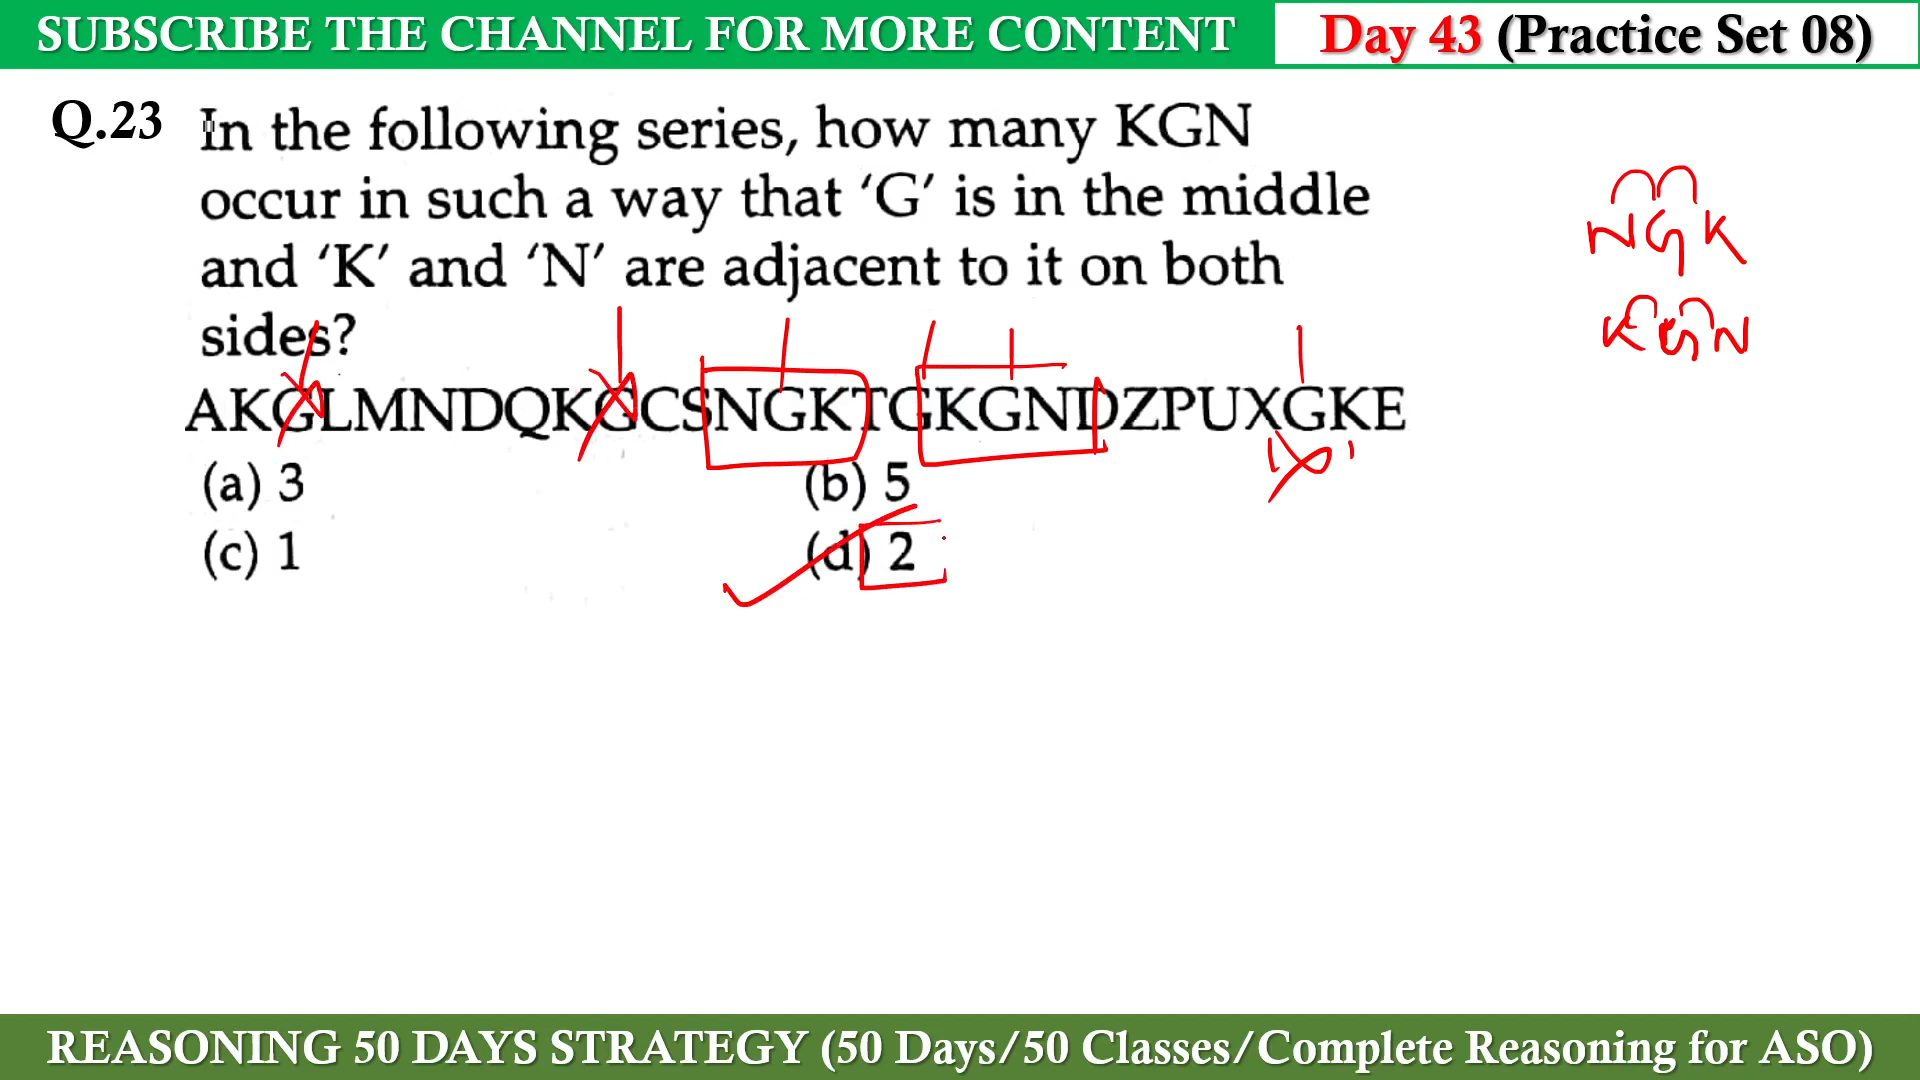 SUBSCRIBE THE CHANNEL FOR MORE CONTENT
Day 43 (Practice Set 08)
Q.23 In the following series, how many KGN
occur in such a way that ‘G’ is in the middle
and ‘K’ and ‘N’ are adjacent to it on both
sides?
NGK
KGN
AKGLMNDQKGCSNGKTGKGNDZPUXGKE
(a) 3 (b) 5
(c) 1 (d) 2
REASONING 50 DAYS STRATEGY (50 Days/50 Classes/Complete Reasoning for ASO)